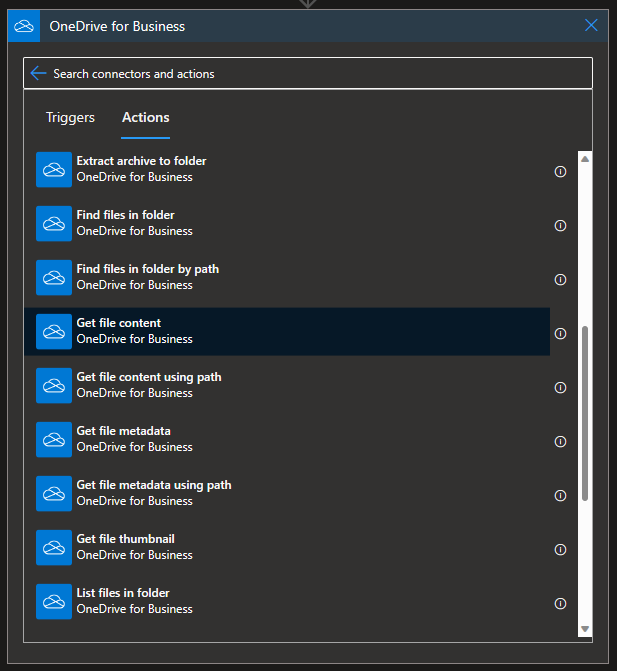 OneDrive for Business
Search connectors and actions
Triggers Actions
Extract archive to folder
OneDrive for Business
Find files in folder
OneDrive for Business
Find files in folder by path
OneDrive for Business
Get file content
OneDrive for Business
Get file content using path
OneDrive for Business
Get file metadata
OneDrive for Business
Get file metadata using path
OneDrive for Business
Get file thumbnail
OneDrive for Business
List files in folder
OneDrive for Business